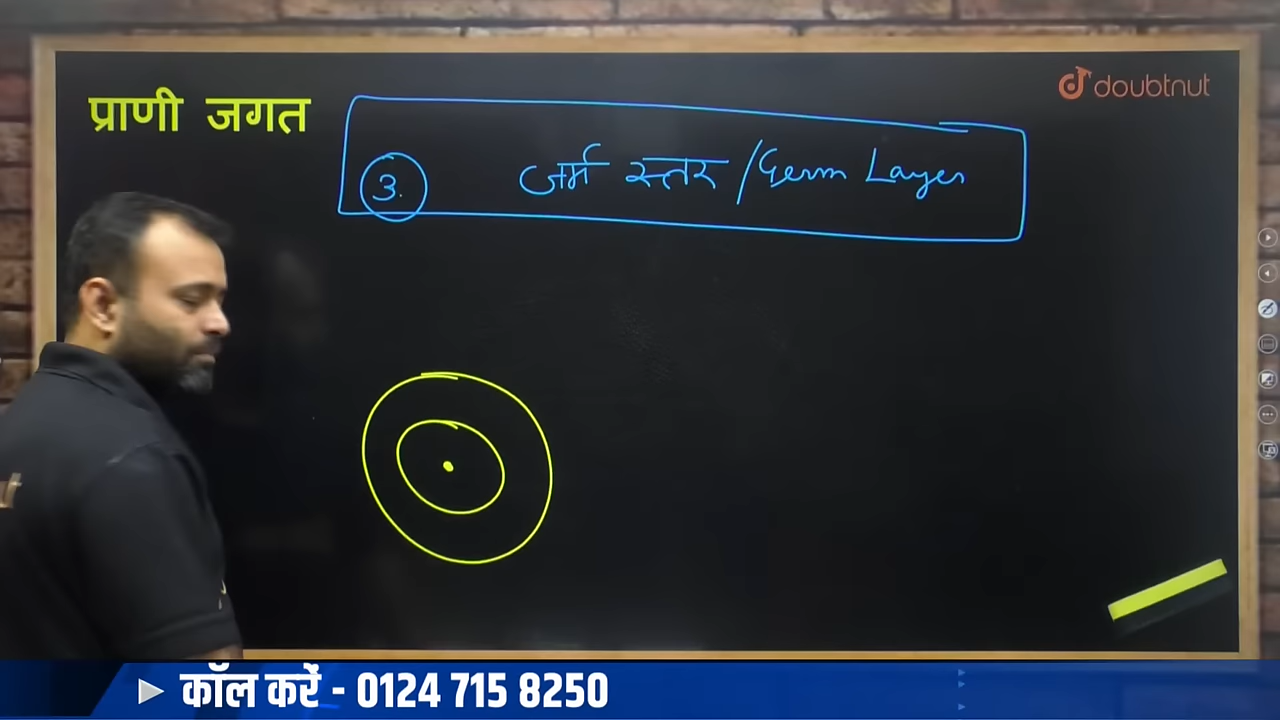 प्राणी जगत
doubtnut
3. जर्म स्तर / Germ Layer
कॉल करें - 0124 715 8250